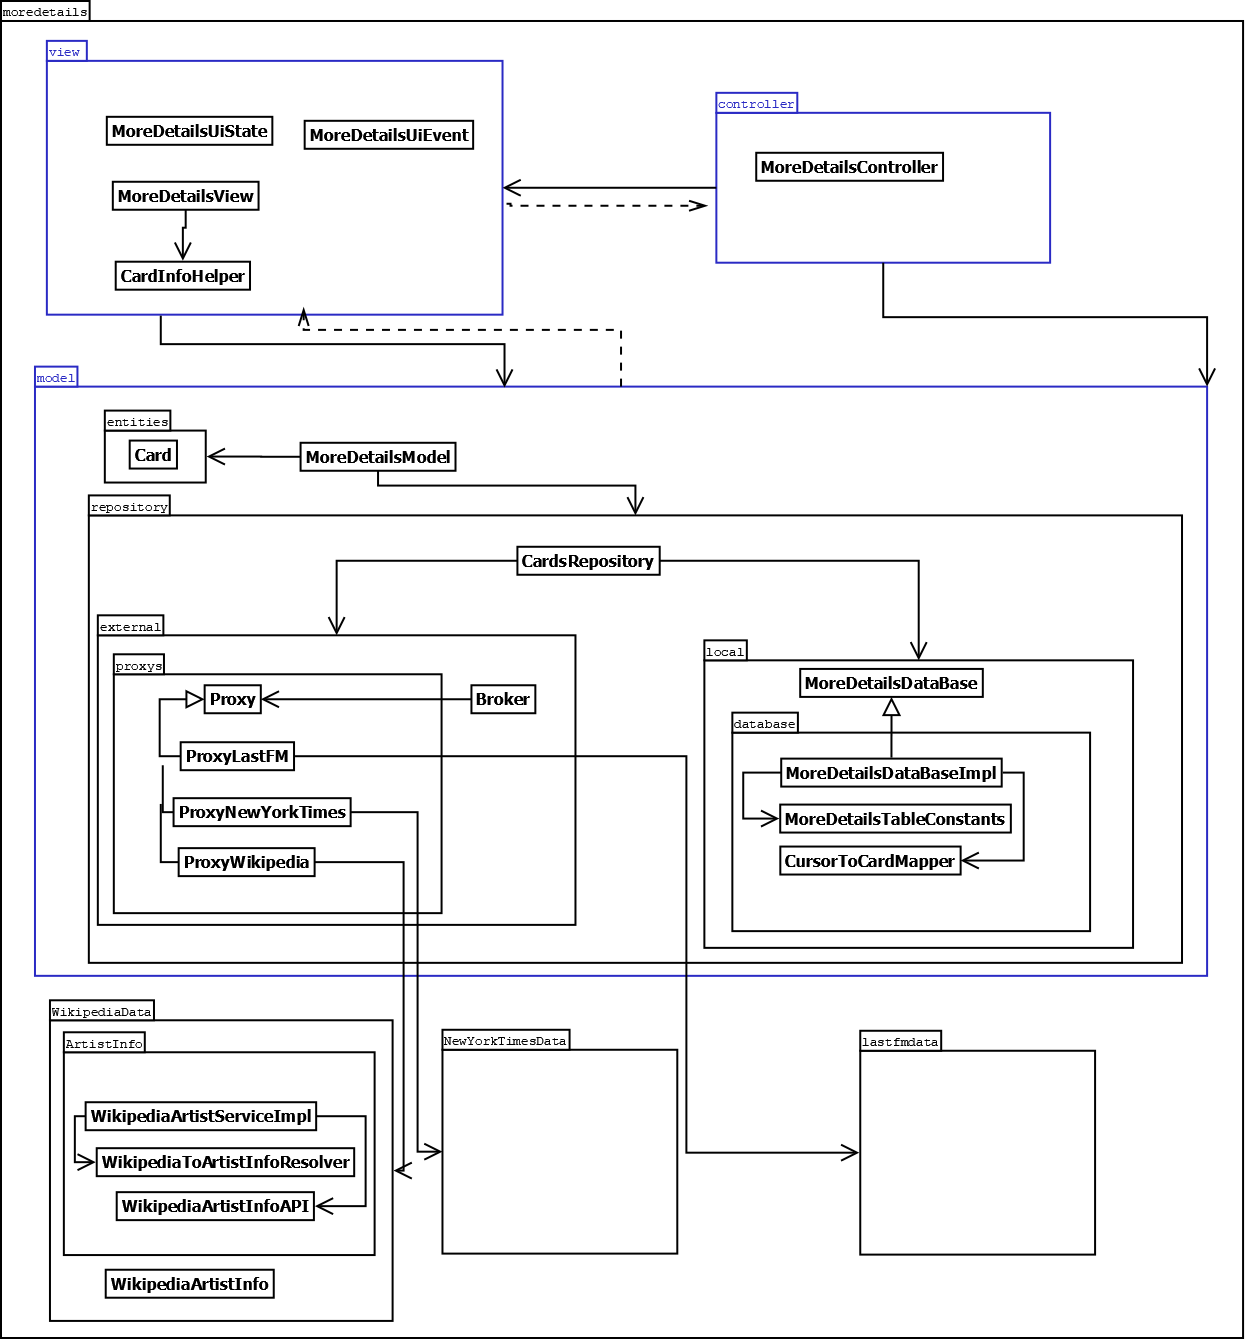 moredetails
view
controller
MoreDetailsUiState
MoreDetailsUiEvent
MoreDetailsController
MoreDetailsView
CardInfoHelper
model
entities
Card
MoreDetailsModel
repository
CardsRepository
external
local
proxys
MoreDetailsDataBase
Proxy
Broker
database
ProxyLastFM
MoreDetailsDataBaseImpl
ProxyNewYorkTimes
MoreDetailsTableConstants
ProxyWikipedia
CursorToCardMapper
WikipediaData
ArtistInfo
NewYorkTimesData
lastfmdata
WikipediaArtistServiceImpl
WikipediaToArtistInfoResolver
WikipediaArtistInfoAPI
WikipediaArtistInfo